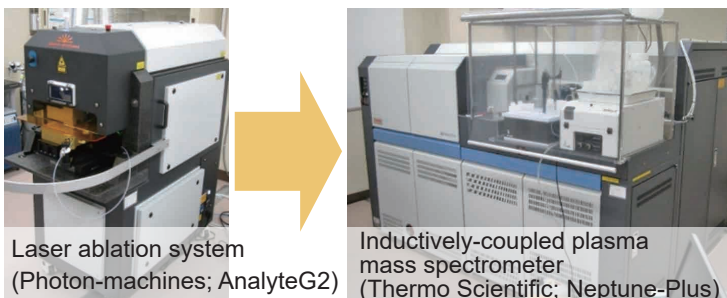 Laser ablation system
(Photon-machines; AnalyteG2)
Inductively-coupled plasma
mass spectrometer
(Thermo Scientific; Neptune-Plus)